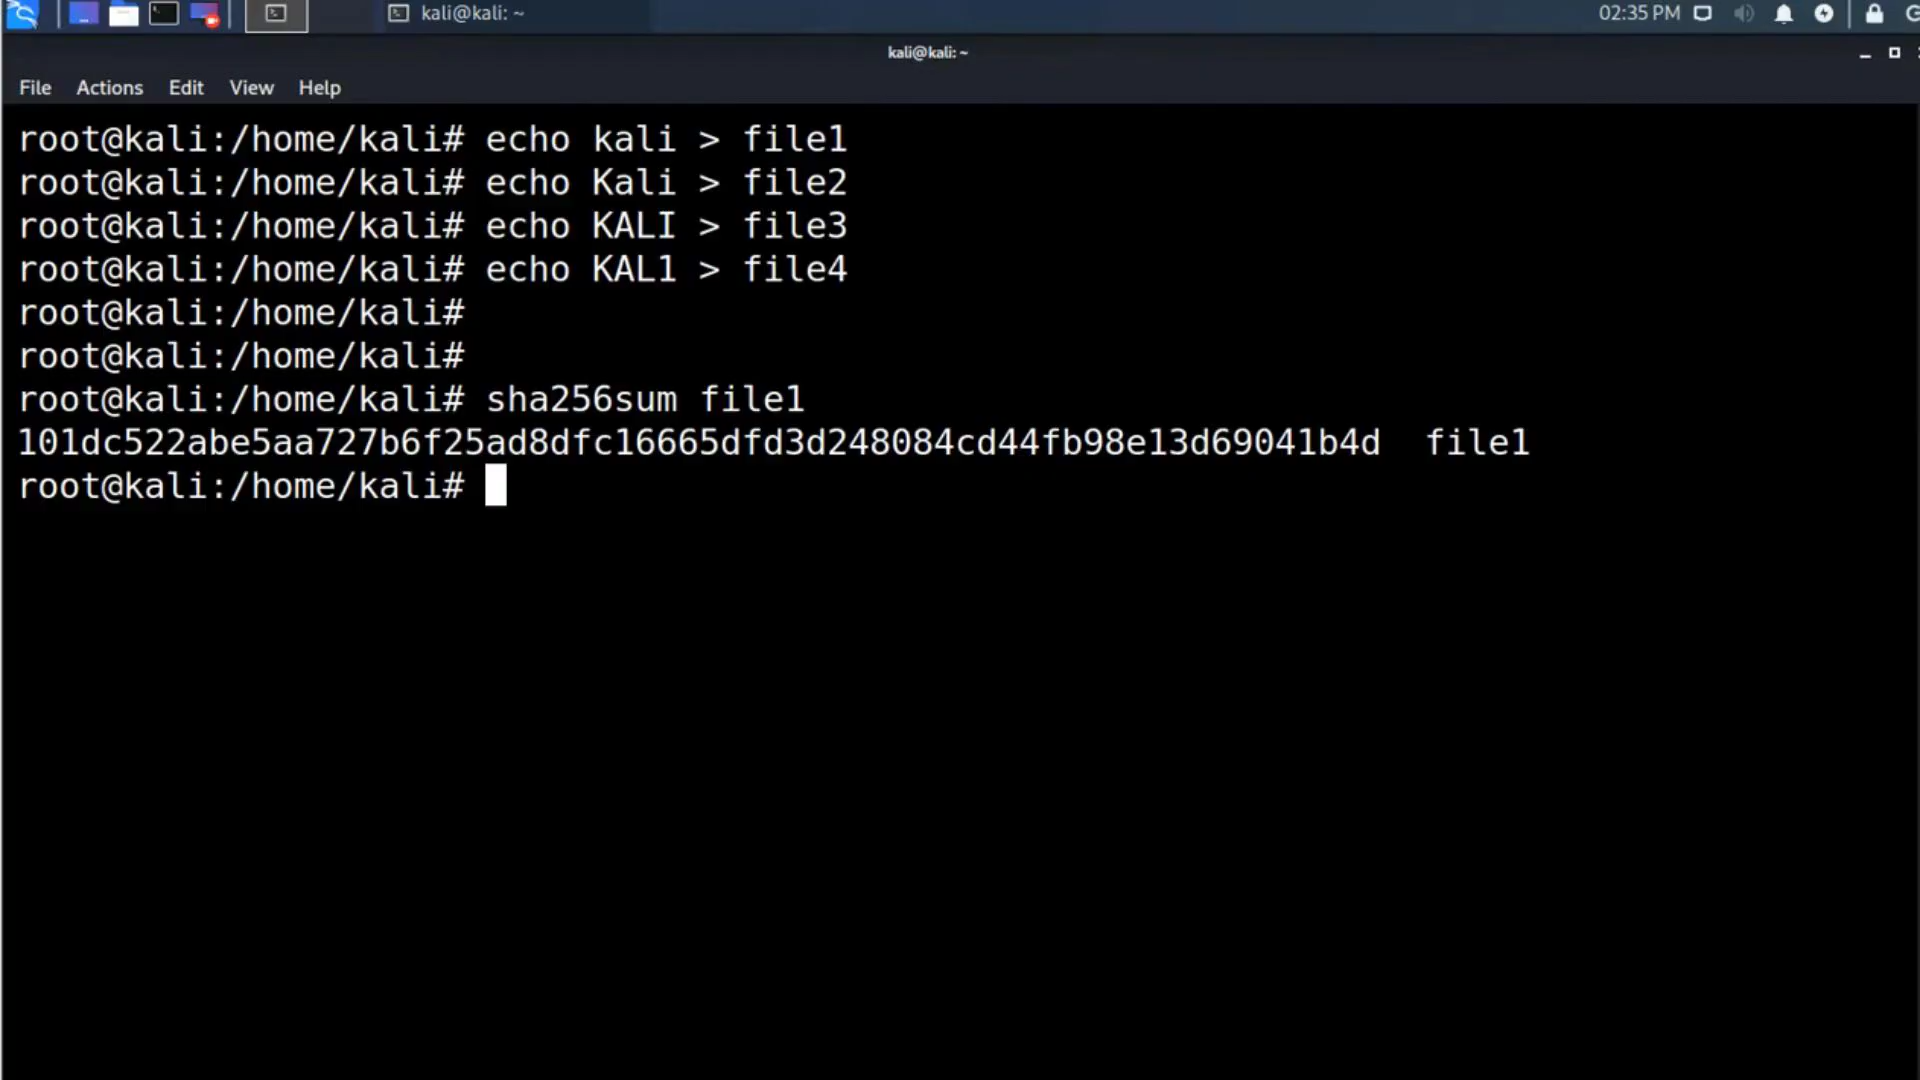 kali@kali: ~
02:35 PM
kali@kali: ~
File Actions Edit View Help
root@kali:/home/kali# echo kali > file1
root@kali:/home/kali# echo Kali > file2
root@kali:/home/kali# echo KALI > file3
root@kali:/home/kali# echo KAL1 > file4
root@kali:/home/kali#
root@kali:/home/kali#
root@kali:/home/kali# sha256sum file1
101dc522abe5aa727b6f25ad8dfc16665dfd3d248084cd44fb98e13d69041b4d  file1
root@kali:/home/kali#